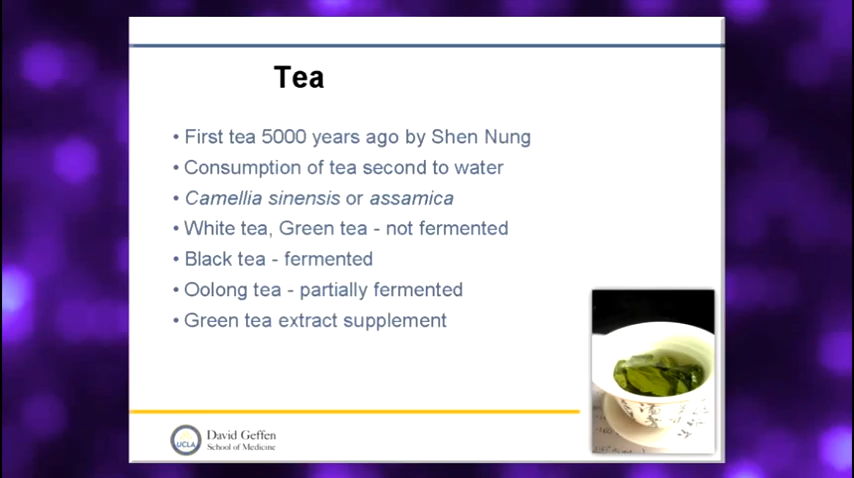 Tea
• First tea 5000 years ago by Shen Nung
• Consumption of tea second to water
• Camellia sinensis or assamica
• White tea, Green tea - not fermented
• Black tea - fermented
• Oolong tea - partially fermented
• Green tea extract supplement
UCLA
David Geffen
School of Medicine